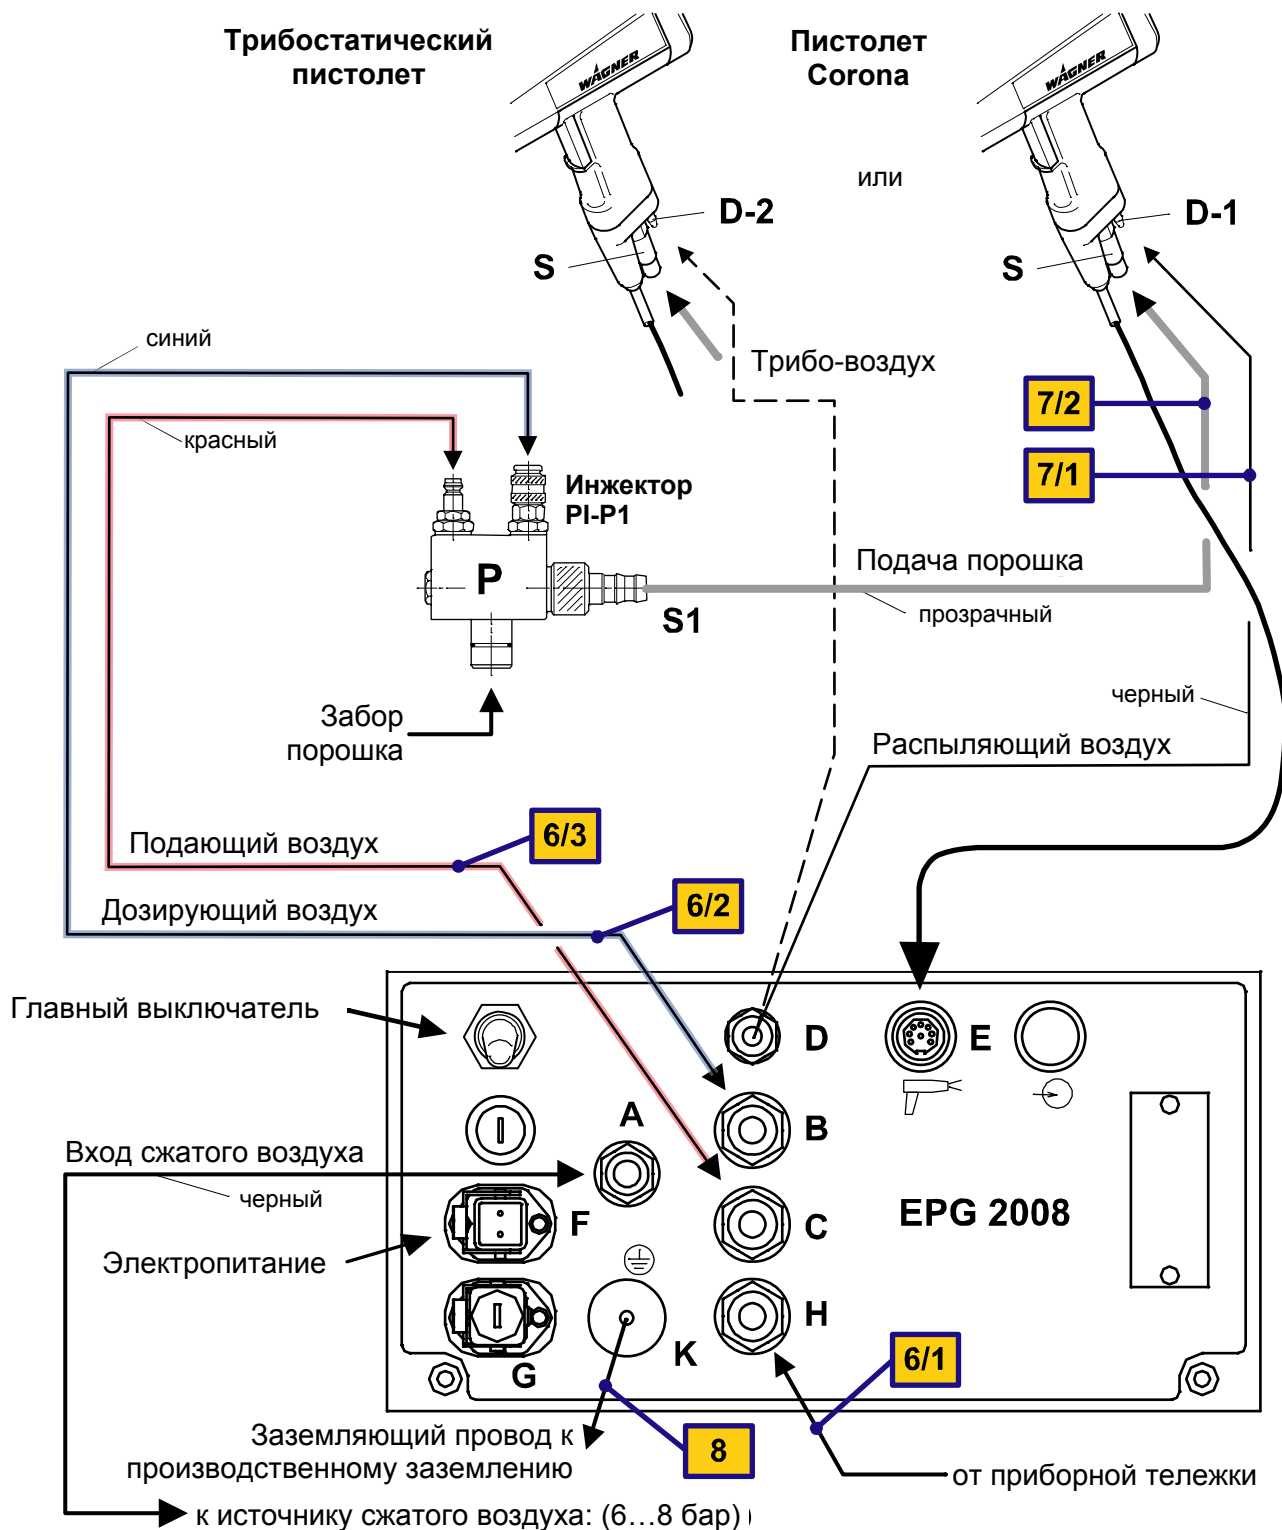 Трибостатический
пистолет
Пистолет
Corona
WAGNER
WAGNER
или
D-2
D-1
S
S
синий
Трибо-воздух
7/2
красный
7/1
Инжектор
PI-P1
P
Подача порошка
S1
прозрачный
черный
Забор
порошка
Распыляющий воздух
6/3
Подающий воздух
6/2
Дозирующий воздух
Главный выключатель
D
E
A
B
Вход сжатого воздуха
черный
F
C
EPG 2008
Электропитание
H
K
G
6/1
8
Заземляющий провод к
производственному заземлению
от приборной тележки
к источнику сжатого воздуха: (6…8 бар) )